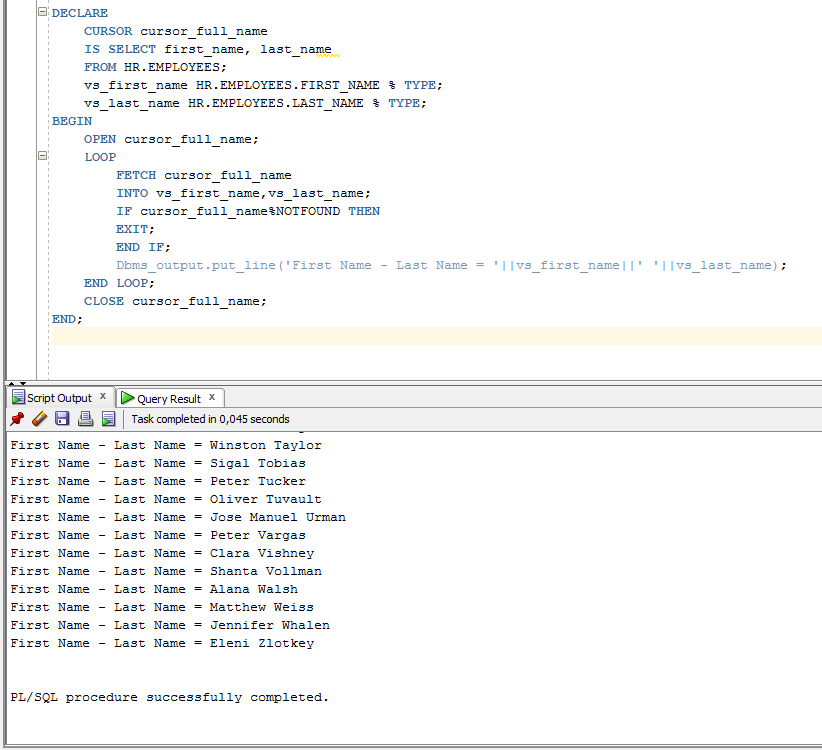 DECLARE
CURSOR cursor_full_name
IS SELECT first_name, last_name
FROM HR.EMPLOYEES;
vs_first_name HR.EMPLOYEES.FIRST_NAME % TYPE;
vs_last_name HR.EMPLOYEES.LAST_NAME % TYPE;
BEGIN
OPEN cursor_full_name;
LOOP
FETCH cursor_full_name
INTO vs_first_name,vs_last_name;
IF cursor_full_name%NOTFOUND THEN
EXIT;
END IF;
Dbms_output.put_line('First Name - Last Name = '||vs_first_name||' '||vs_last_name);
END LOOP;
CLOSE cursor_full_name;
END;
Script Output x Query Result x
Task completed in 0,045 seconds
First Name - Last Name = Winston Taylor
First Name - Last Name = Sigal Tobias
First Name - Last Name = Peter Tucker
First Name - Last Name = Oliver Tuvault
First Name - Last Name = Jose Manuel Urman
First Name - Last Name = Peter Vargas
First Name - Last Name = Clara Vishney
First Name - Last Name = Shanta Vollman
First Name - Last Name = Alana Walsh
First Name - Last Name = Matthew Weiss
First Name - Last Name = Jennifer Whalen
First Name - Last Name = Eleni Zlotkey
PL/SQL procedure successfully completed.